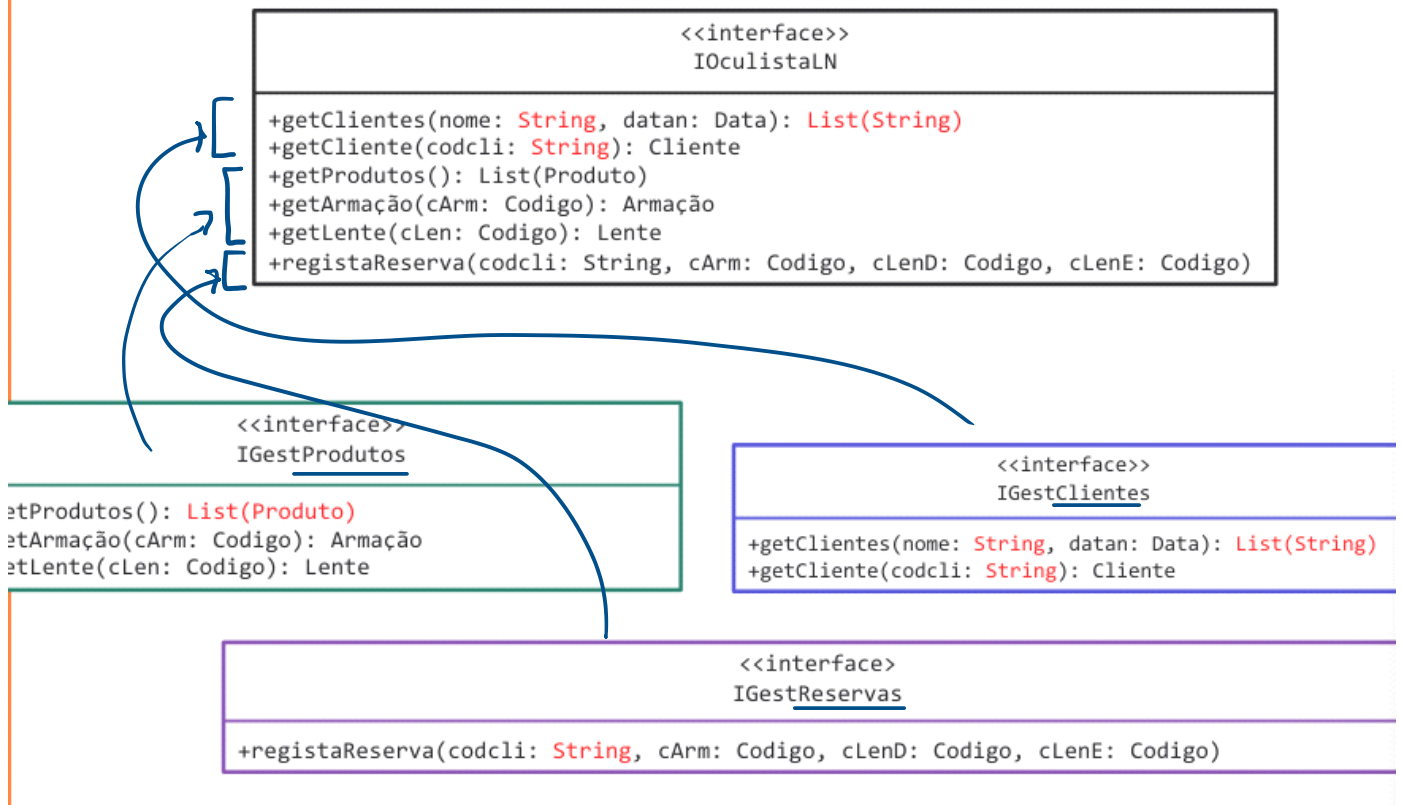 <<interface>>
IOculistaLN
+getClientes(nome: String, datan: Data): List(String)
+getCliente(codcli: String): Cliente
+getProdutos(): List(Produto)
+getArmação(cArm: Codigo): Armação
+getLente(cLen: Codigo): Lente
+registaReserva(codcli: String, cArm: Codigo, cLenD: Codigo, cLenE: Codigo)
<<interface>>
IGestProdutos
etProdutos(): List(Produto)
etArmação(cArm: Codigo): Armação
etLente(cLen: Codigo): Lente
<<interface>>
IGestClientes
+getClientes(nome: String, datan: Data): List(String)
+getCliente(codcli: String): Cliente
<<interface>
IGestReservas
+registaReserva(codcli: String, cArm: Codigo, cLenD: Codigo, cLenE: Codigo)